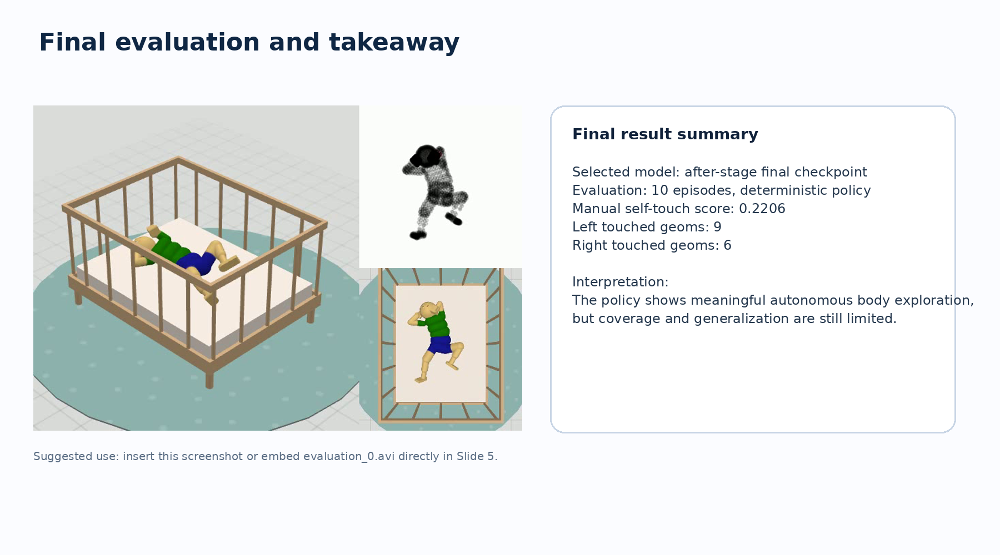 Final evaluation and takeaway
Final result summary
Selected model: after-stage final checkpoint
Evaluation: 10 episodes, deterministic policy
Manual self-touch score: 0.2206
Left touched geoms: 9
Right touched geoms: 6
Interpretation:
The policy shows meaningful autonomous body exploration,
but coverage and generalization are still limited.
Suggested use: insert this screenshot or embed evaluation_0.avi directly in Slide 5.